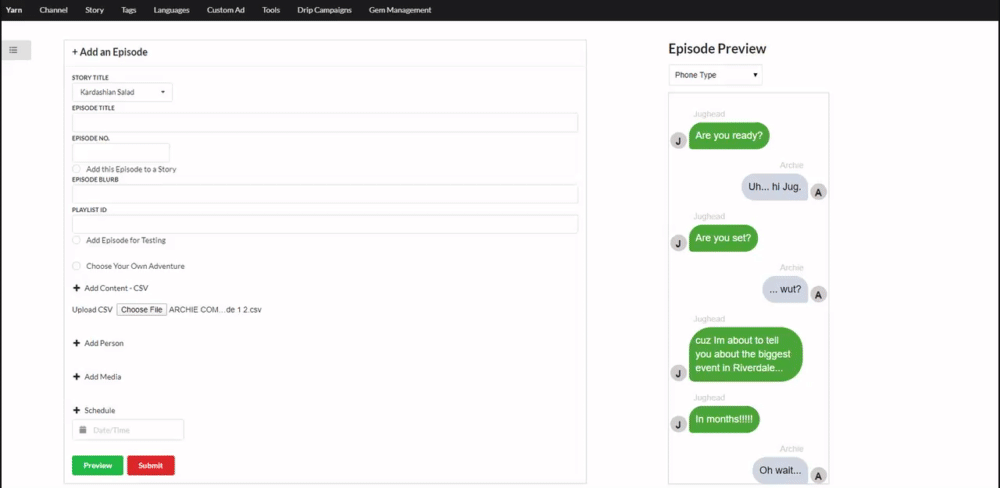 Yarn Channel Story Tags Languages Custom Ad Tools Drip Campaigns Gem Management
+ Add an Episode
STORY TITLE
Kardashian Salad
EPISODE TITLE
EPISODE NO.
Add this Episode to a Story
EPISODE BLURB
PLAYLIST ID
Add Episode for Testing
Choose Your Own Adventure
+ Add Content - CSV
Upload CSV Choose File ARCHIE COM...de 1 2.csv
+ Add Person
+ Add Media
+ Schedule
Date/Time
Preview Submit
Episode Preview
Phone Type
Jughead
J Are you ready?
Archie
Uh... hi Jug. A
Jughead
J Are you set?
Archie
... wut? A
Jughead
cuz Im about to tell
you about the biggest
J event in Riverdale...
Jughead
J In months!!!!!
Archie
Oh wait... A